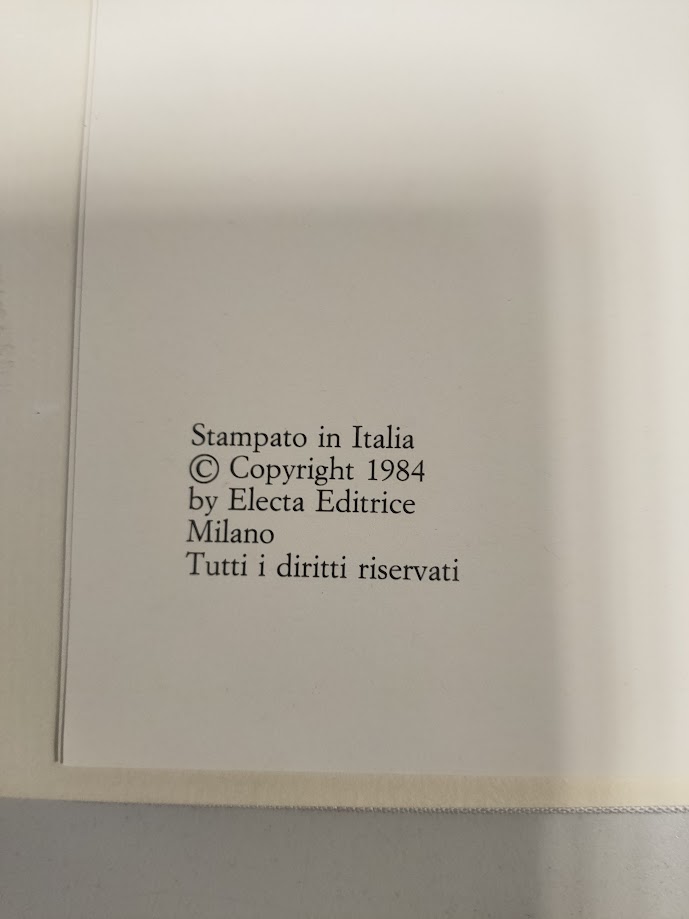 Stampato in Italia
© Copyright 1984
by Electa Editrice
Milano
Tutti i diritti riservati